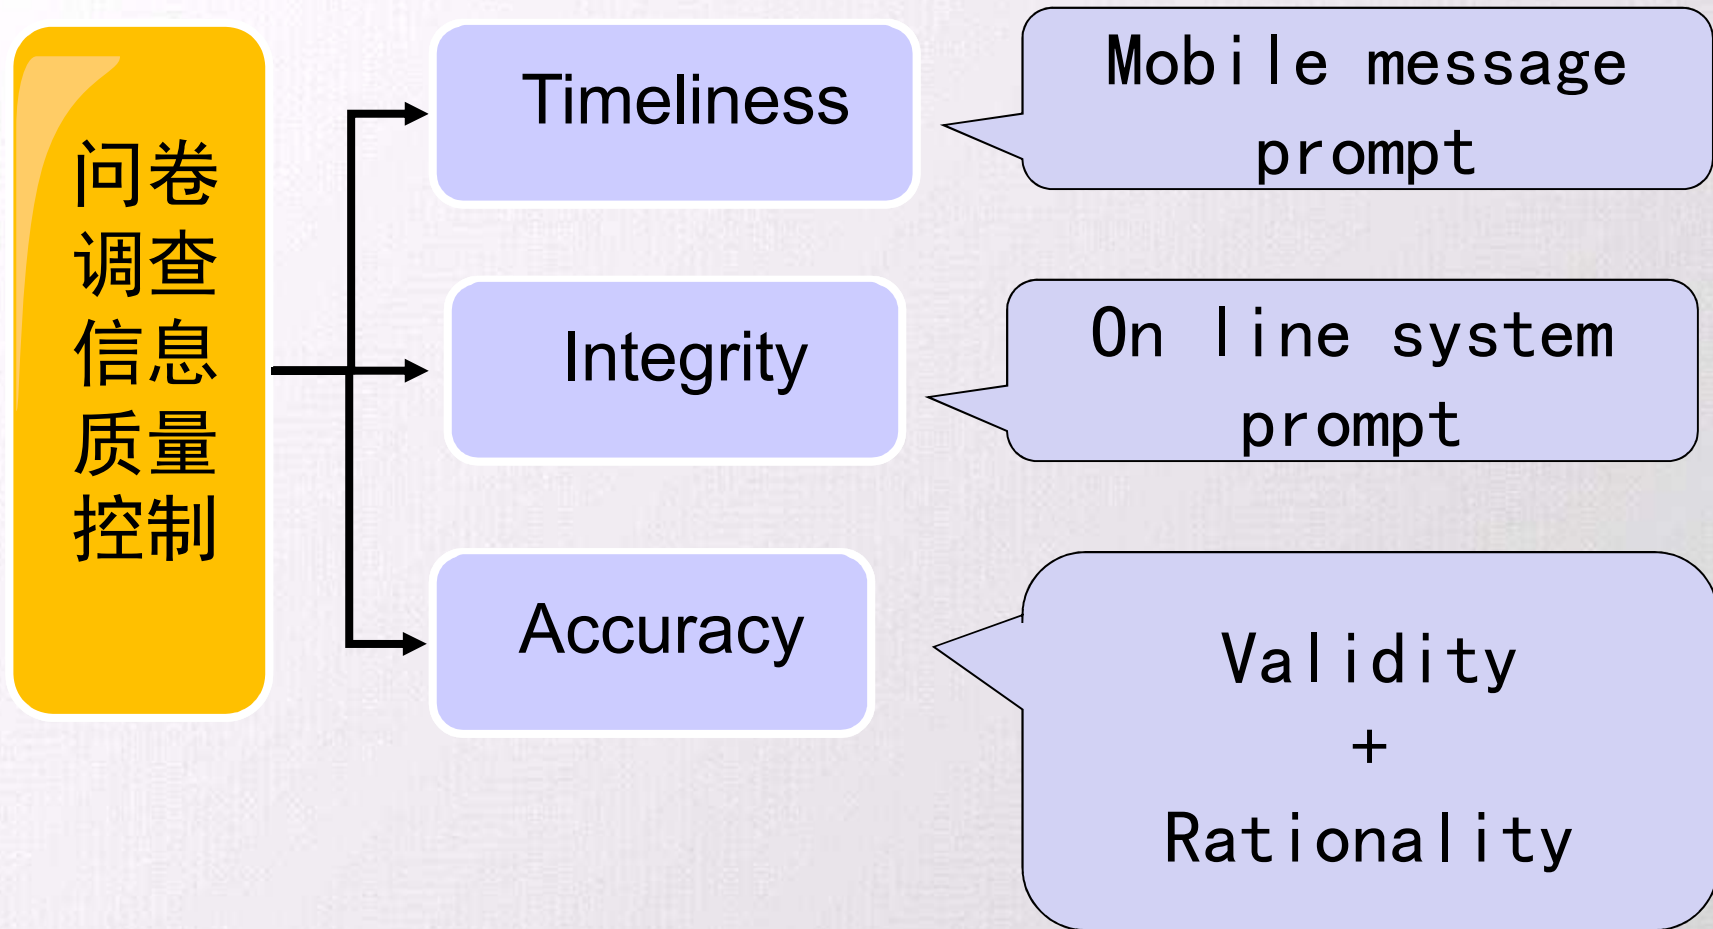 问卷
调查
信息
质量
控制
Timeliness
Mobile message
prompt
Integrity
On line system
prompt
Accuracy
Validity
+
Rationality